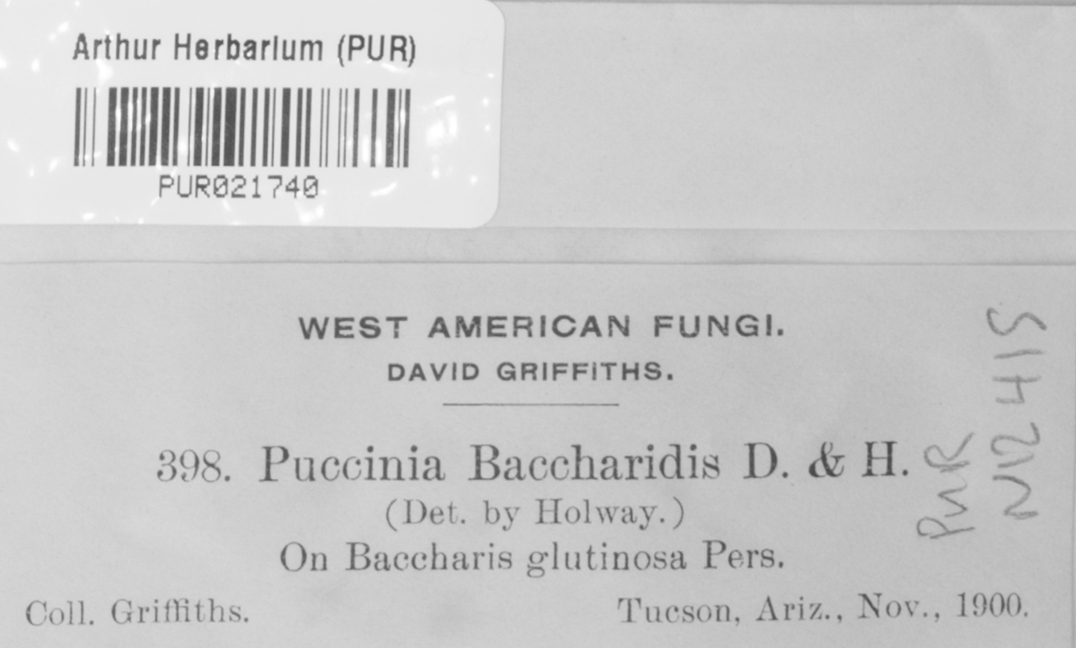 Arthur Herbarium (PUR)
PUR021740
WEST AMERICAN FUNGI.
DAVID GRIFFITHS.
398. Puccinia Baccharidis D. & H.
(Det. by Holway.)
On Baccharis glutinosa Pers.
Coll. Griffiths. Tucson, Ariz., Nov., 1900.
PUR
N12415